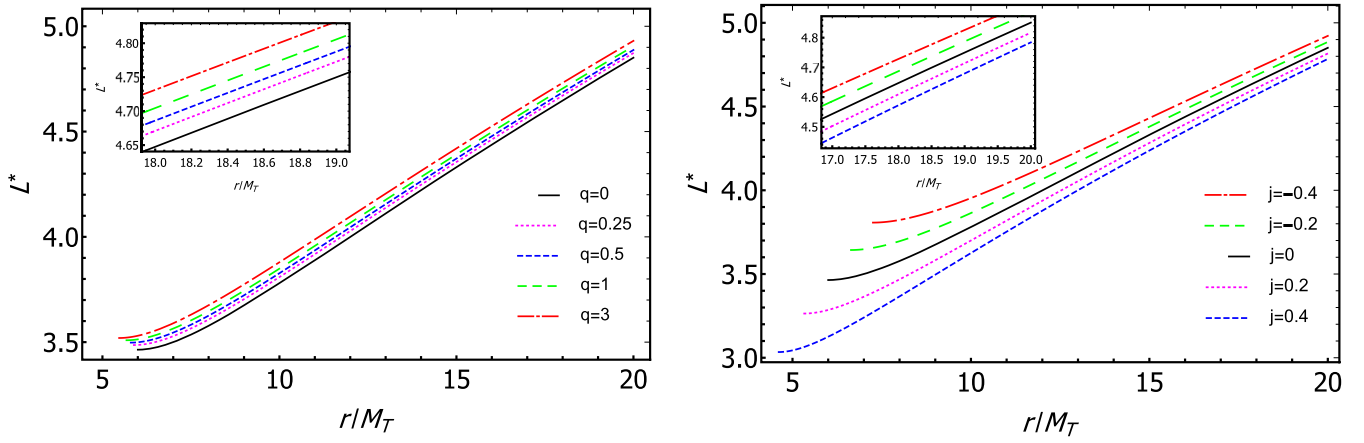 5.0
4.5
4.0
3.5
L*
5
10
15
20
r/M_T
4.80
4.75
4.70
4.65
L*
18.0 18.2 18.4 18.6 18.8 19.0
r/M_T
q=0
q=0.25
q=0.5
q=1
q=3
5.0
4.5
4.0
3.5
3.0
L*
5
10
15
20
r/M_T
4.8
4.7
4.6
4.5
L*
17.0 17.5 18.0 18.5 19.0 19.5 20.0
r/M_T
j=−0.4
j=−0.2
j=0
j=0.2
j=0.4